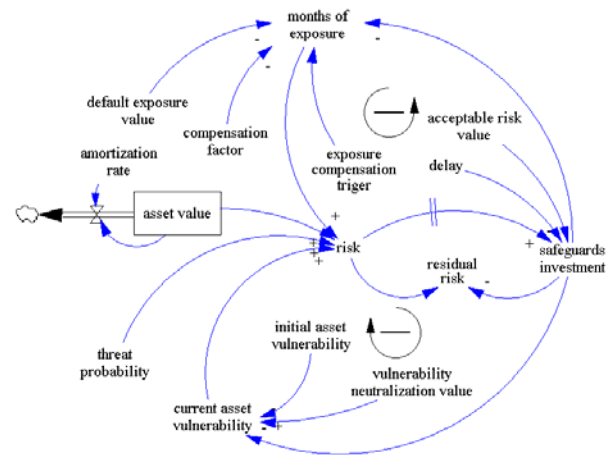 months of
exposure
default exposure
value
compensation
factor
acceptable risk
value
amortization
rate
exposure
compensation
triger
delay
asset value
risk
safeguards
investment
residual
risk
initial asset
vulnerability
threat
probability
vulnerability
neutralization value
current asset
vulnerability